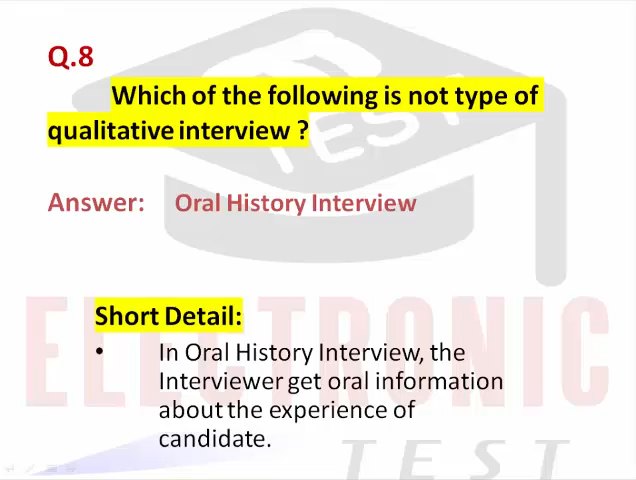 Q.8
Which of the following is not type of
qualitative interview ?
TEST
Answer: Oral History Interview
ELECTRONIC
Short Detail:
• In Oral History Interview, the
Interviewer get oral information
about the experience of
candidate.
TEST